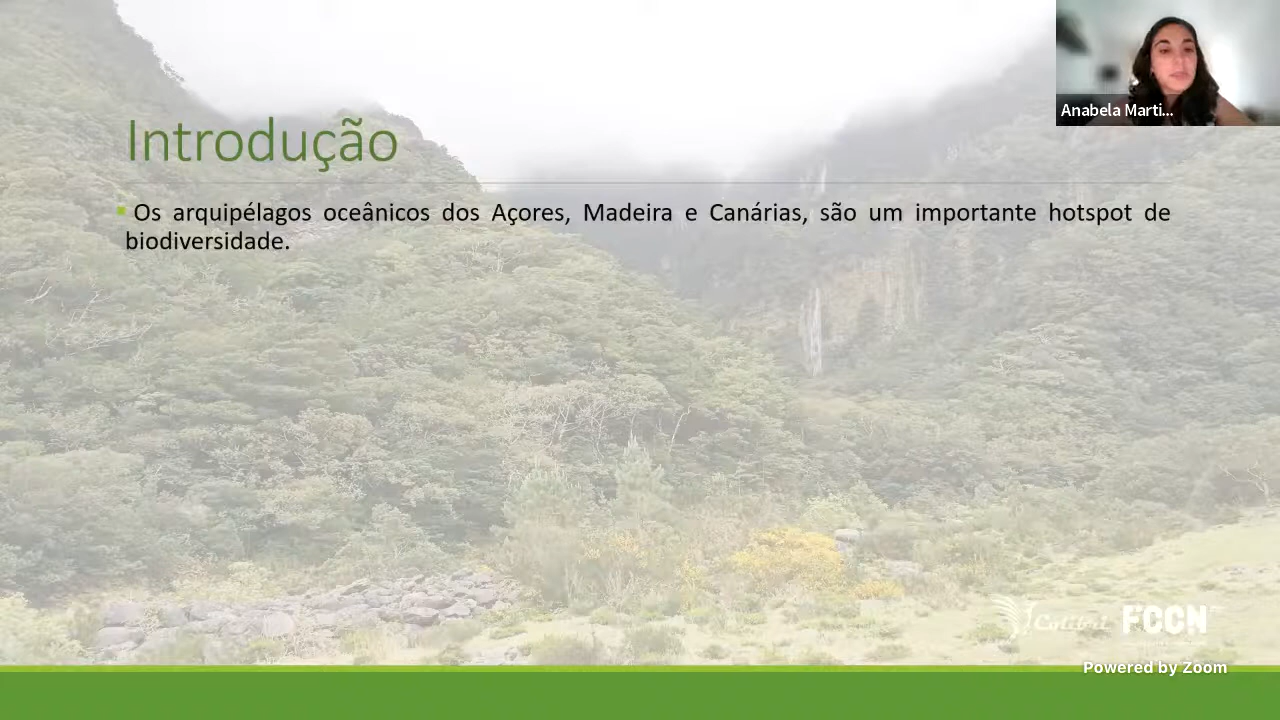 Anabela Marti...
Introdução
Os arquipélagos oceânicos dos Açores, Madeira e Canárias, são um importante hotspot de
biodiversidade.
Colibri FCCN
Powered by Zoom